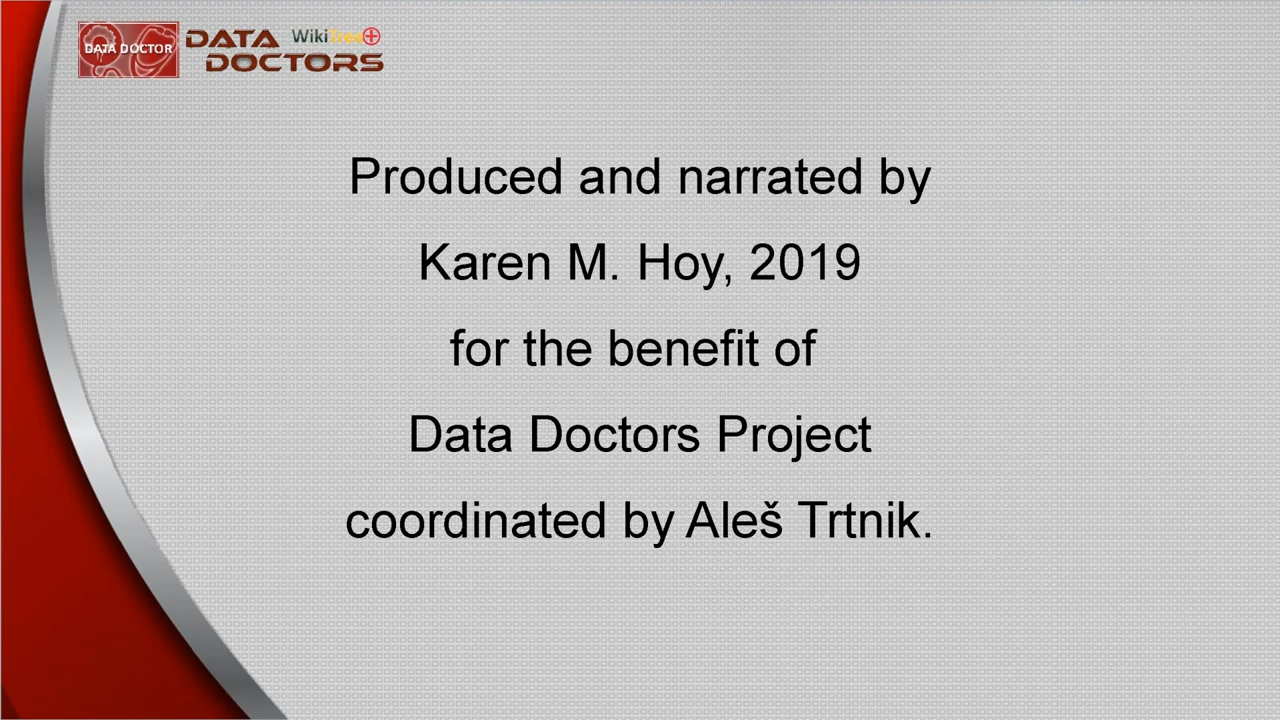 DATA DOCTOR
DATA WikiTree+
DOCTORS
Produced and narrated by
Karen M. Hoy, 2019
for the benefit of
Data Doctors Project
coordinated by Aleš Trtnik.